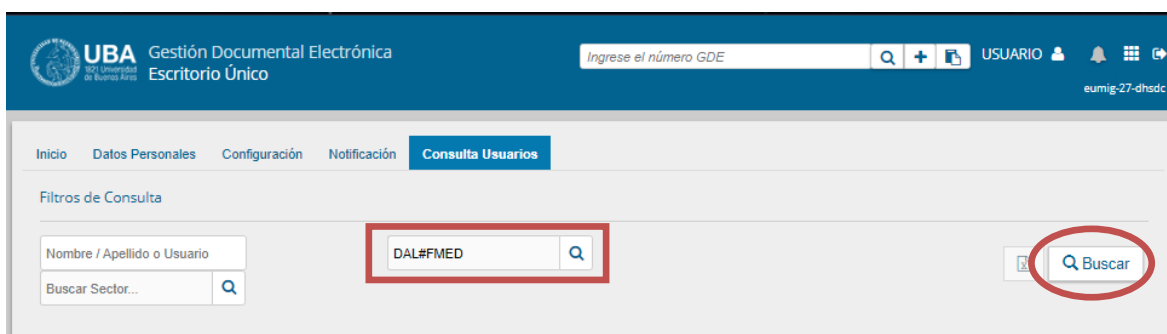 UBA
1821 Universidad
de Buenos Aires
Gestión Documental Electrónica
Escritorio Único
Ingrese el número GDE
USUARIO
eumig-27-dhsdc
Inicio Datos Personales Configuración Notificación Consulta Usuarios
Filtros de Consulta
Nombre / Apellido o Usuario DAL#FMED Buscar
Buscar Sector...